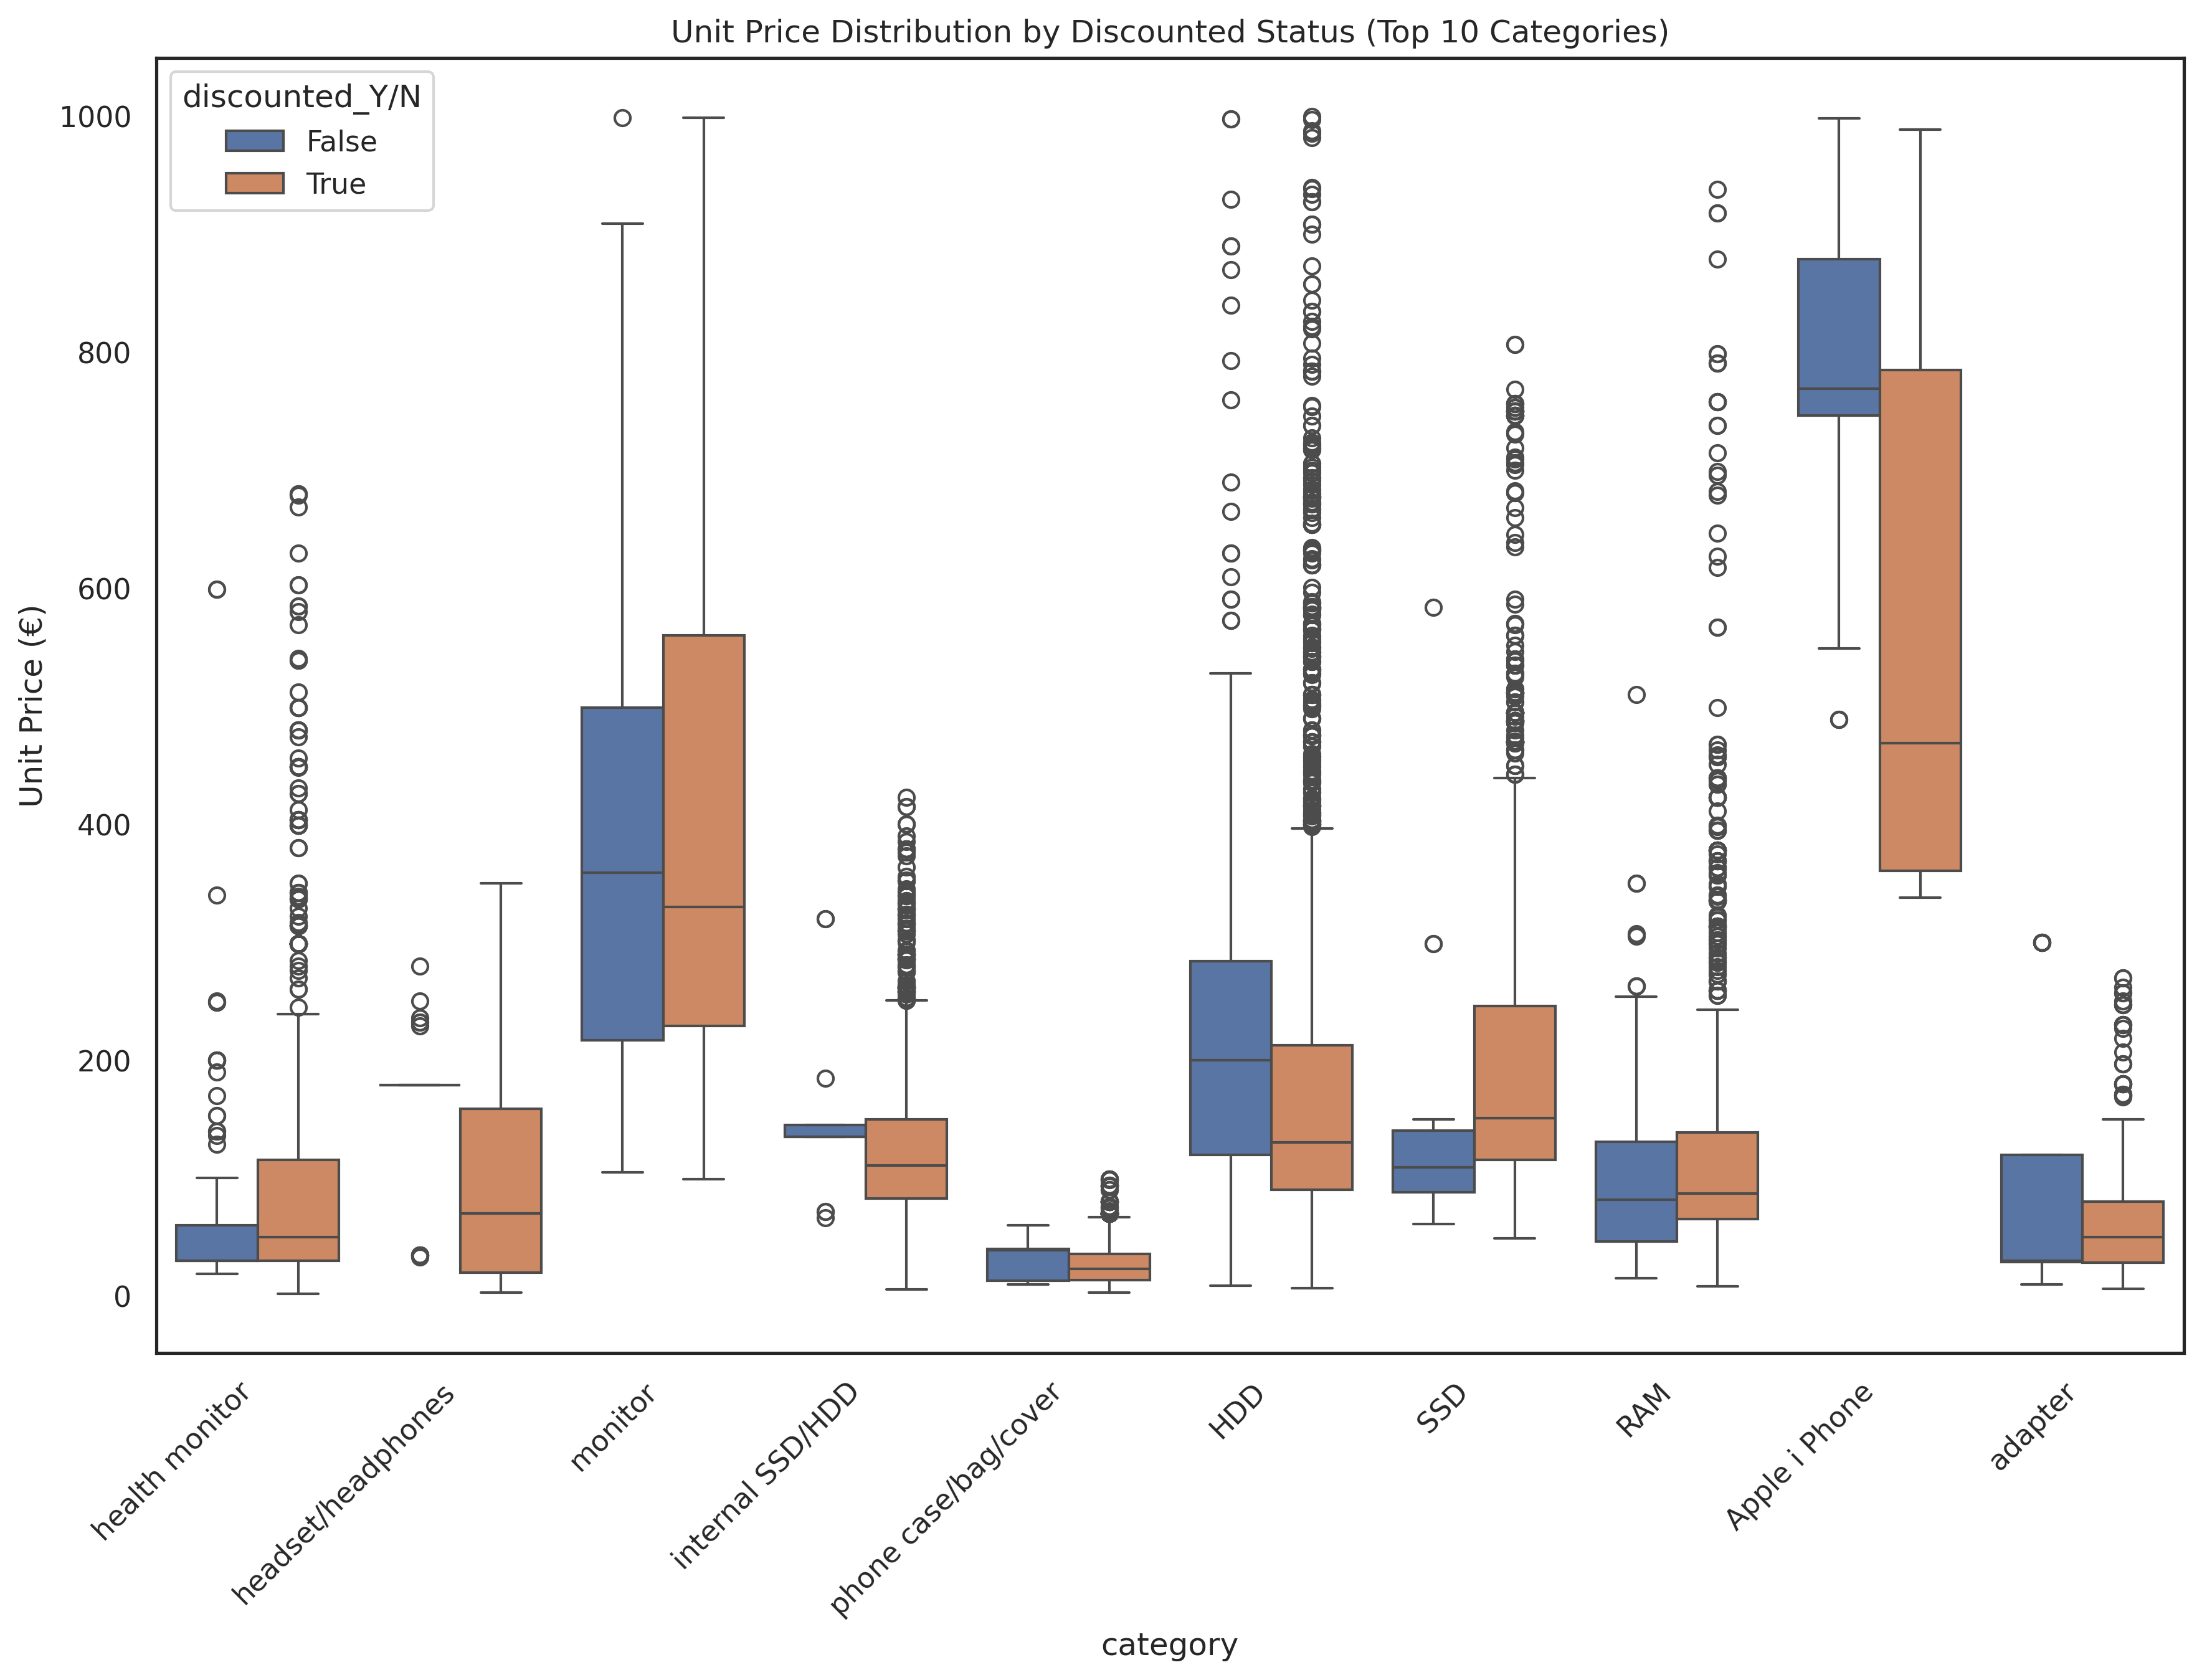 Unit Price Distribution by Discounted Status (Top 10 Categories)
discounted_Y/N
False
True
Unit Price (€)
1000
800
600
400
200
0
health monitor
headset/headphones
monitor
internal SSD/HDD
phone case/bag/cover
HDD
SSD
RAM
Apple i Phone
adapter
category